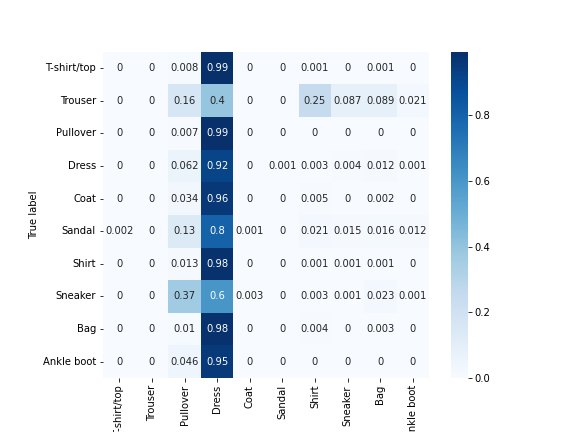 T-shirt/top 0 0 0.008 0.99 0 0 0.001 0 0.001 0
Trouser 0 0 0.16 0.4 0 0 0.25 0.087 0.089 0.021
Pullover 0 0 0.007 0.99 0 0 0 0 0 0
Dress 0 0 0.062 0.92 0 0.001 0.003 0.004 0.012 0.001
Coat 0 0 0.034 0.96 0 0 0.005 0 0.002 0
Sandal 0.002 0 0.13 0.8 0.001 0 0.021 0.015 0.016 0.012
Shirt 0 0 0.013 0.98 0 0 0.001 0.001 0.001 0
Sneaker 0 0 0.37 0.6 0.003 0 0.003 0.001 0.023 0.001
Bag 0 0 0.01 0.98 0 0 0.004 0 0.003 0
Ankle boot 0 0 0.046 0.95 0 0 0 0 0 0
True label
-shirt/top
Trouser
Pullover
Dress
Coat
Sandal
Shirt
Sneaker
Bag
nkle boot
0.8
0.6
0.4
0.2
0.0